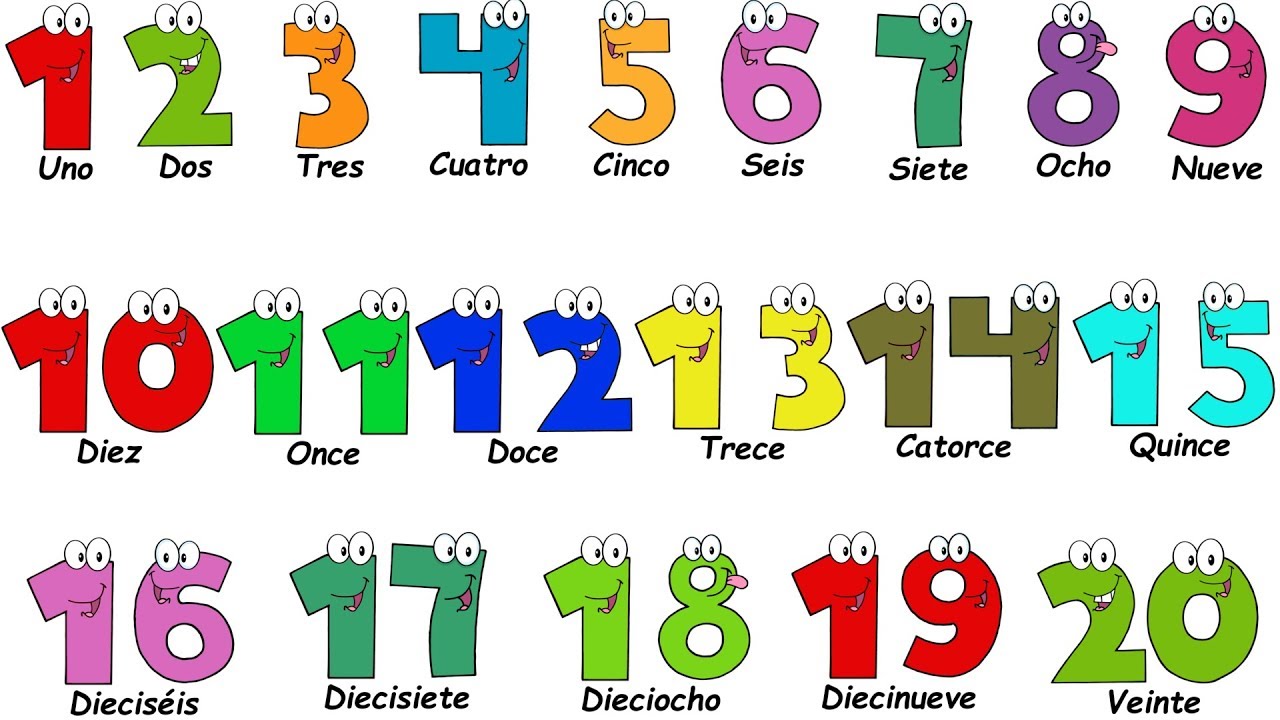 1 2 3 4 5 6 7 8 9
Uno Dos Tres Cuatro Cinco Seis Siete Ocho Nueve
10 11 12 13 14 15
Diez Once Doce Trece Catorce Quince
16 17 18 19 20
Dieciséis Diecisiete Dieciocho Diecinueve Veinte